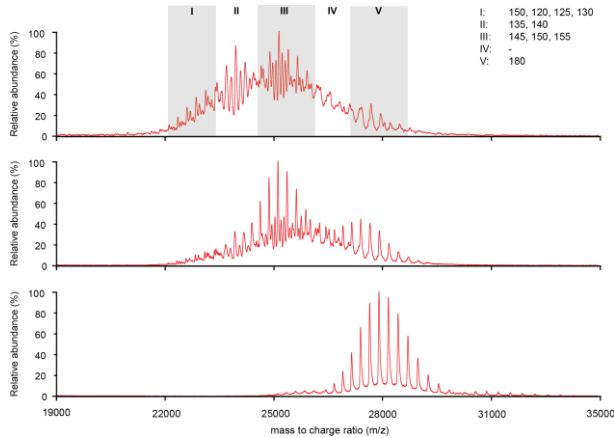 I II III IV V
I: 150, 120, 125, 130
II: 135, 140
III: 145, 150, 155
IV: -
V: 180
Relative abundance (%)
100
80
60
40
20
0
Relative abundance (%)
100
80
60
40
20
0
Relative abundance (%)
100
80
60
40
20
0
19000 22000 25000 28000 31000 35000
mass to charge ratio (m/z)